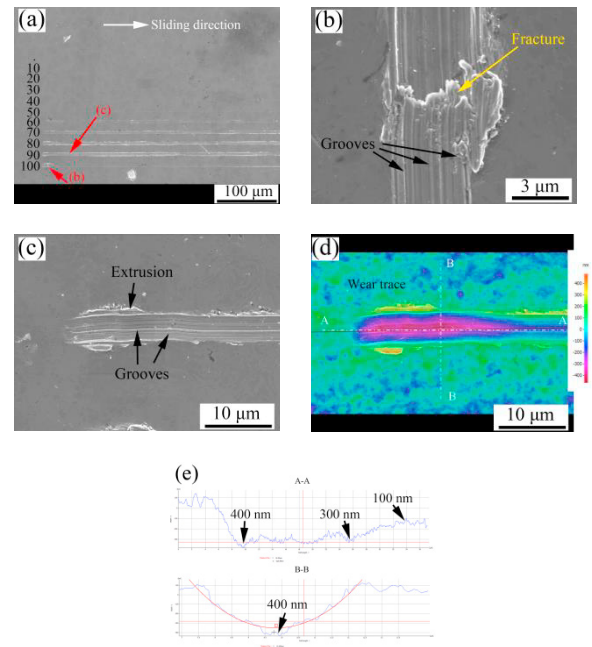 (a)
Sliding direction
10
20
30
40
50
60
70
80
90
100
(c)
(b)
100 μm
(b)
Fracture
Grooves
3 μm
(c)
Extrusion
Grooves
10 μm
(d)
B
Wear trace
A
A
B
10 μm
nm
400
300
200
100
0
-100
-200
-300
-400
(e)
A-A
400 nm
300 nm
100 nm
B-B
400 nm